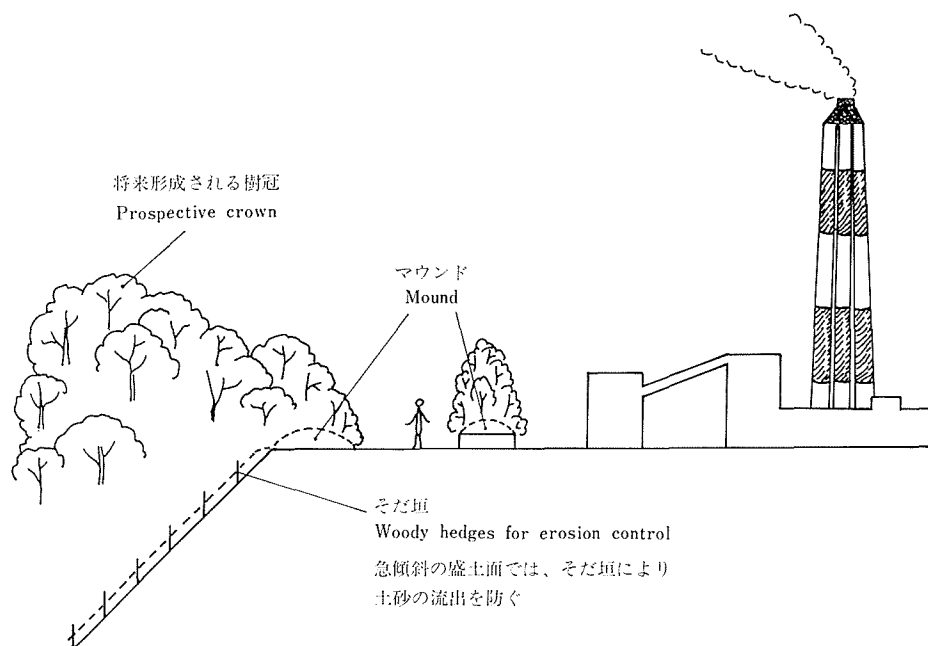 将来形成される樹冠
Prospective crown
マウンド
Mound
そだ垣
Woody hedges for erosion control
急傾斜の盛土面では、そだ垣により
土砂の流出を防ぐ